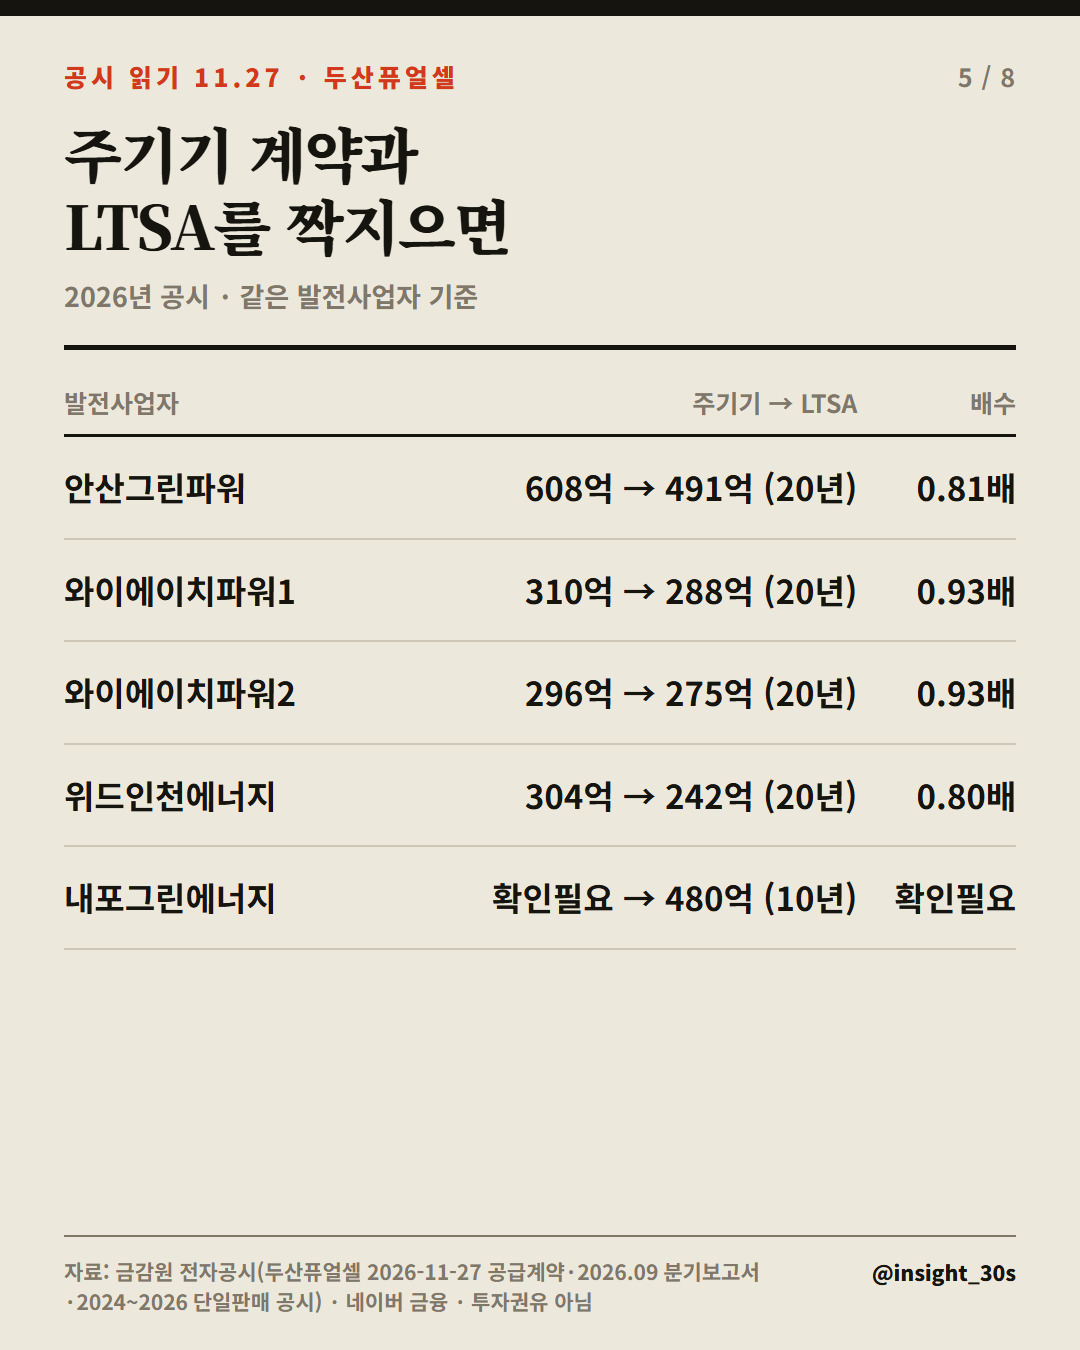 공시 읽기 11.27 · 두산퓨얼셀
5 / 8
주기기 계약과
LTSA를 짝지으면
2026년 공시 · 같은 발전사업자 기준
발전사업자 주기기 → LTSA 배수
안산그린파워 608억 → 491억 (20년) 0.81배
와이에이치파워1 310억 → 288억 (20년) 0.93배
와이에이치파워2 296억 → 275억 (20년) 0.93배
위드인천에너지 304억 → 242억 (20년) 0.80배
내포그린에너지 확인필요 → 480억 (10년) 확인필요
자료: 금감원 전자공시(두산퓨얼셀 2026-11-27 공급계약·2026.09 분기보고서
·2024~2026 단일판매 공시) · 네이버 금융 · 투자권유 아님
@insight_30s